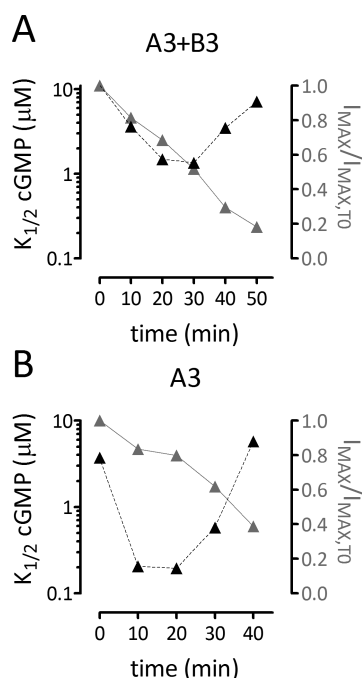 A
A3+B3
K1/2 cGMP (μM)
10
1
0.1
1.0
0.8
0.6
0.4
0.2
0.0
IMAX/IMAX,T0
0 10 20 30 40 50
time (min)
B
A3
K1/2 cGMP (μM)
10
1
0.1
1.0
0.8
0.6
0.4
0.2
0.0
IMAX/IMAX,T0
0 10 20 30 40
time (min)